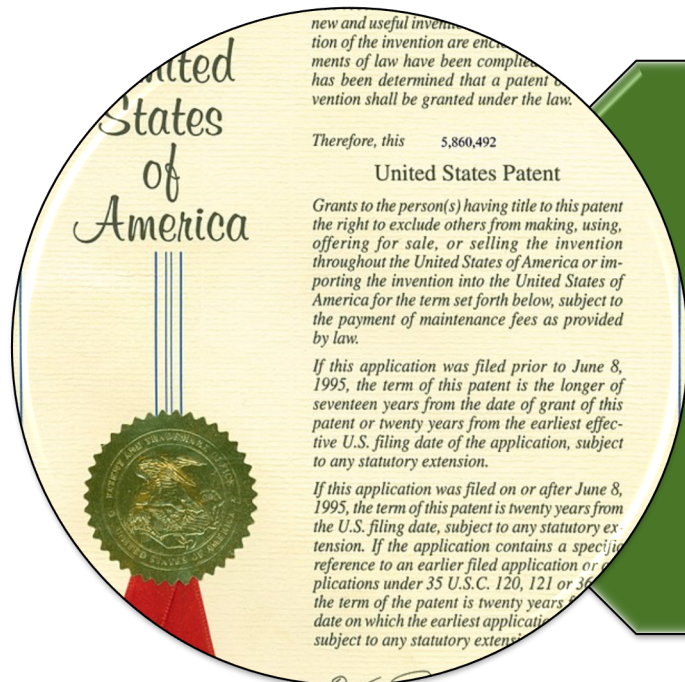 United
States
of
America
new and useful
tion of the invention are
ments of law have been
has been determined that a patent
vention shall be granted under the law.
Therefore, this 5,860,492
United States Patent
Grants to the person(s) having title to this patent
the right to exclude others from making, using,
offering for sale, or selling the invention
throughout the United States of America or im-
porting the invention into the United States of
America for the term set forth below, subject to
the payment of maintenance fees as provided
by law.
If this application was filed prior to June 8,
1995, the term of this patent is the longer of
seventeen years from the date of grant of this
patent or twenty years from the earliest effec-
tive U.S. filing date of the application, subject
to any statutory extension.
If this application was filed on or after June 8,
1995, the term of this patent is twenty years from
the U.S. filing date, subject to any statutory ex-
tension. If the application contains a specific
reference to an earlier filed application or
plications under 35 U.S.C. 120, 121 or
the term of the patent is twenty years
date on which the earliest
subject to any statutory
PATENT AND TRADEMARK OFFICE
UNITED STATES OF AMERICA